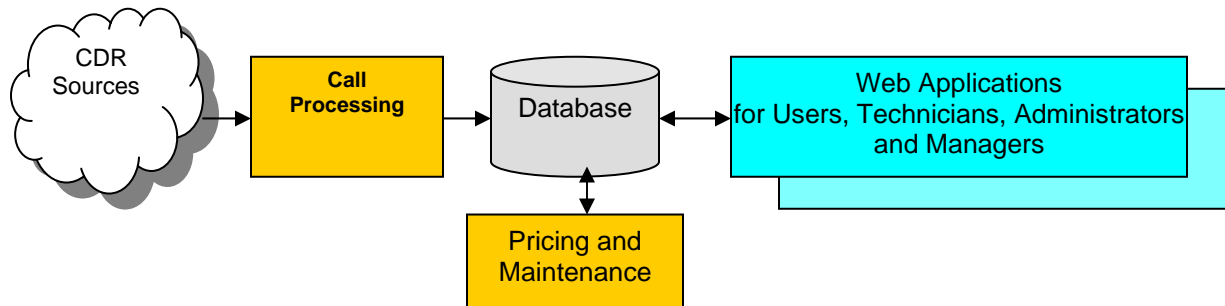 CDR
Sources
Call
Processing
Database
Web Applications
for Users, Technicians, Administrators
and Managers
Pricing and
Maintenance